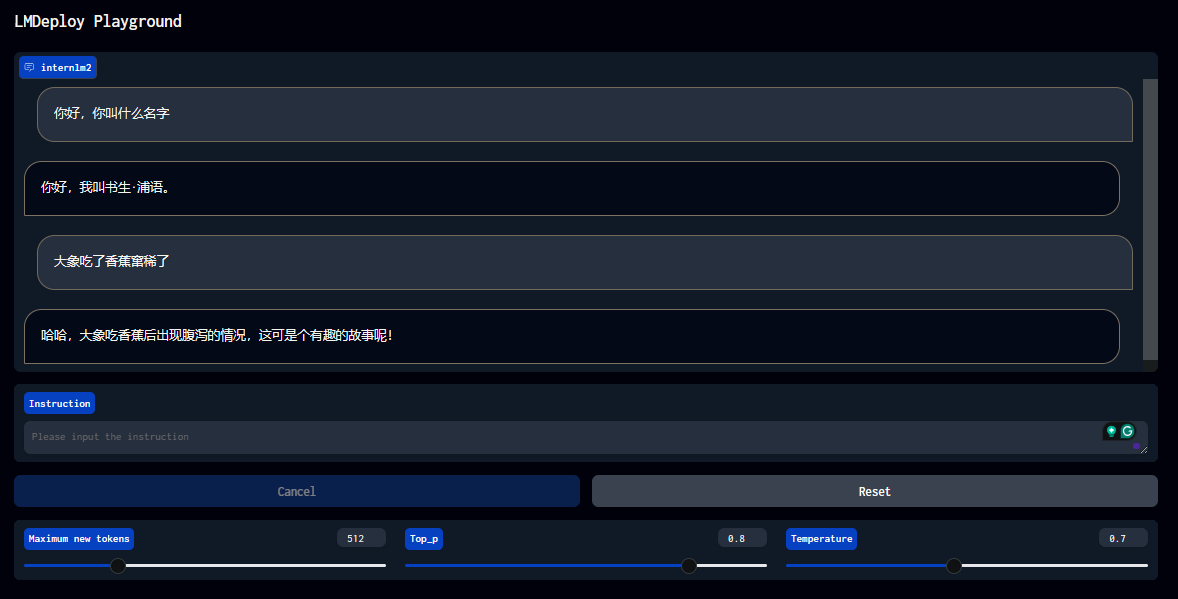 LMDeploy Playground
internlm2
你好，你叫什么名字
你好，我叫书生·浦语。
大象吃了香蕉窜稀了
哈哈，大象吃香蕉后出现腹泻的情况，这可是个有趣的故事呢！
Instruction
Please input the instruction
Cancel
Reset
Maximum new tokens
512
Top_p
0.8
Temperature
0.7